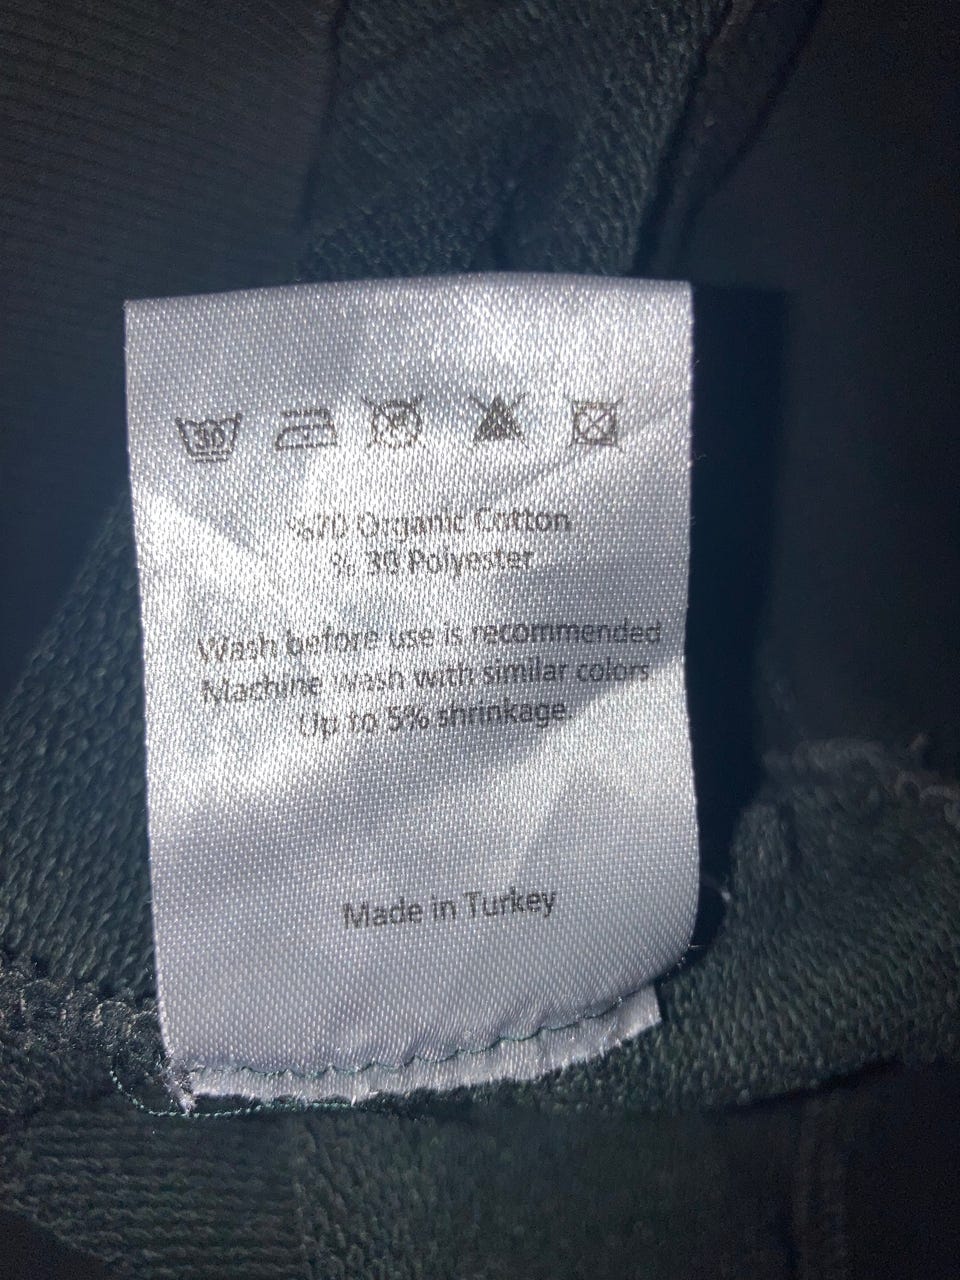 30
%70 Organic Cotton
% 30 Polyester
Wash before use is recommended
Machine wash with similar colors
Up to 5% shrinkage.
Made in Turkey